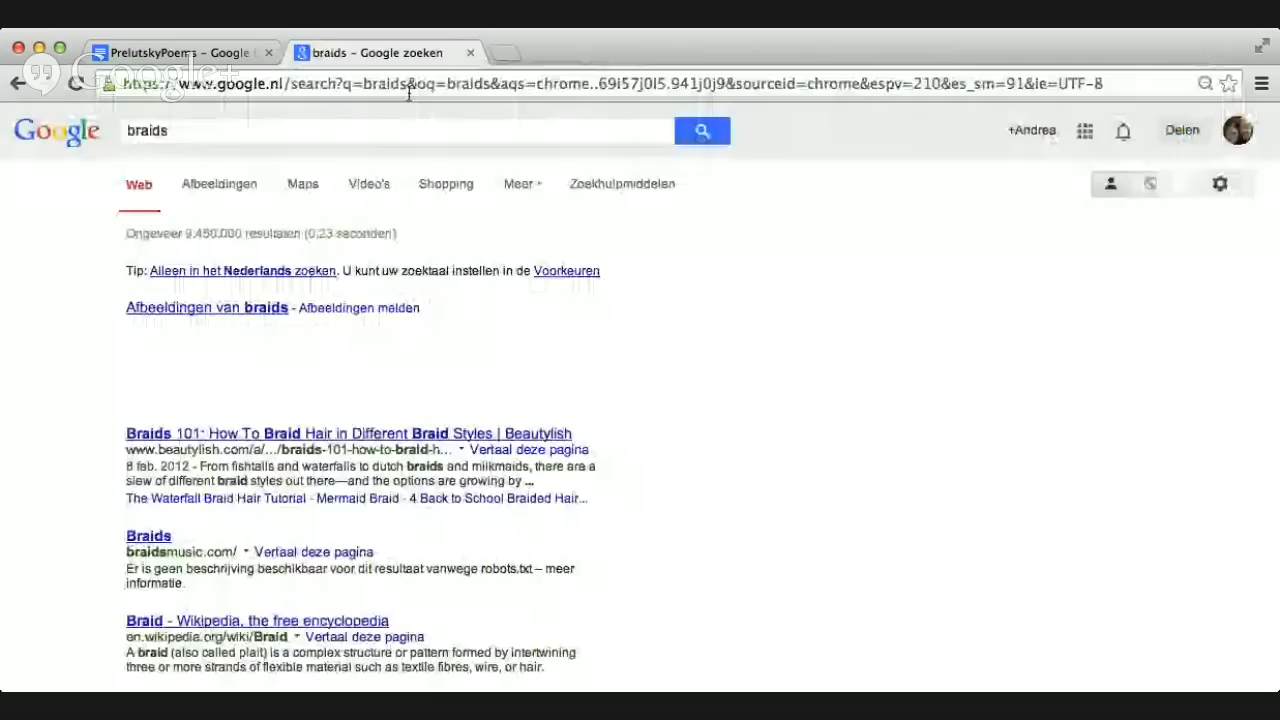 PrelutskyPoems - Google
braids - Google zoeken
Google+
https://www.google.nl/search?q=braids&oq=braids&aqs=chrome..69i57j0l5.941j0j9&sourceid=chrome&espv=210&es_sm=91&ie=UTF-8
Google braids +Andrea Delen
Web Afbeeldingen Maps Video's Shopping Meer Zoekhulpmiddelen
Ongeveer 9.450.000 resultaten (0,23 seconden)
Tip: Alleen in het Nederlands zoeken. U kunt uw zoektaal instellen in de Voorkeuren
Afbeeldingen van braids - Afbeeldingen melden
Braids 101: How To Braid Hair in Different Braid Styles | Beautylish
www.beautylish.com/a/.../braids-101-how-to-braid-h... Vertaal deze pagina
8 feb. 2012 - From fishtails and waterfalls to dutch braids and milkmaids, there are a
slew of different braid styles out there—and the options are growing by ...
The Waterfall Braid Hair Tutorial - Mermaid Braid - 4 Back to School Braided Hair...
Braids
braidsmusic.com/ Vertaal deze pagina
Er is geen beschrijving beschikbaar voor dit resultaat vanwege robots.txt – meer
informatie.
Braid - Wikipedia, the free encyclopedia
en.wikipedia.org/wiki/Braid Vertaal deze pagina
A braid (also called plait) is a complex structure or pattern formed by intertwining
three or more strands of flexible material such as textile fibres, wire, or hair.